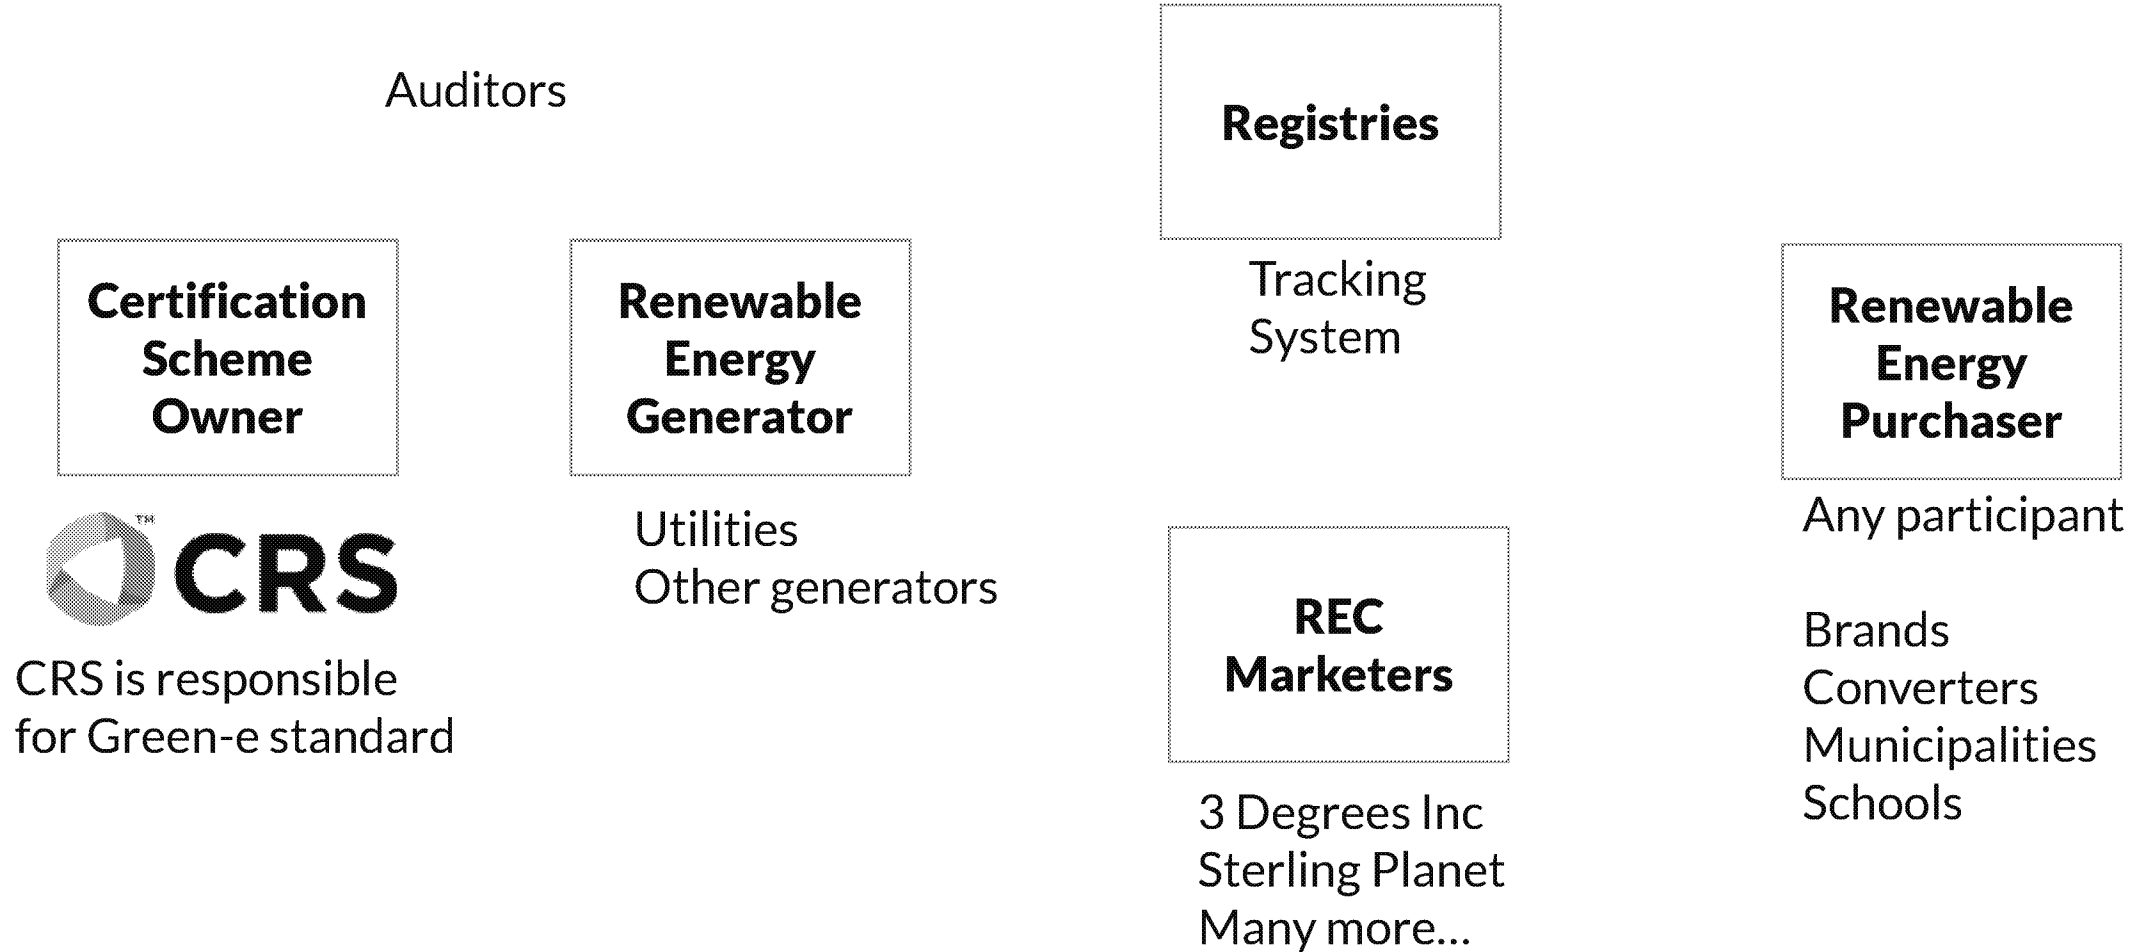 Auditors
Registries
Tracking
System
Certification
Scheme
Owner
™
CRS
CRS is responsible
for Green-e standard
Renewable
Energy
Generator
Utilities
Other generators
REC
Marketers
3 Degrees Inc
Sterling Planet
Many more...
Renewable
Energy
Purchaser
Any participant
Brands
Converters
Municipalities
Schools